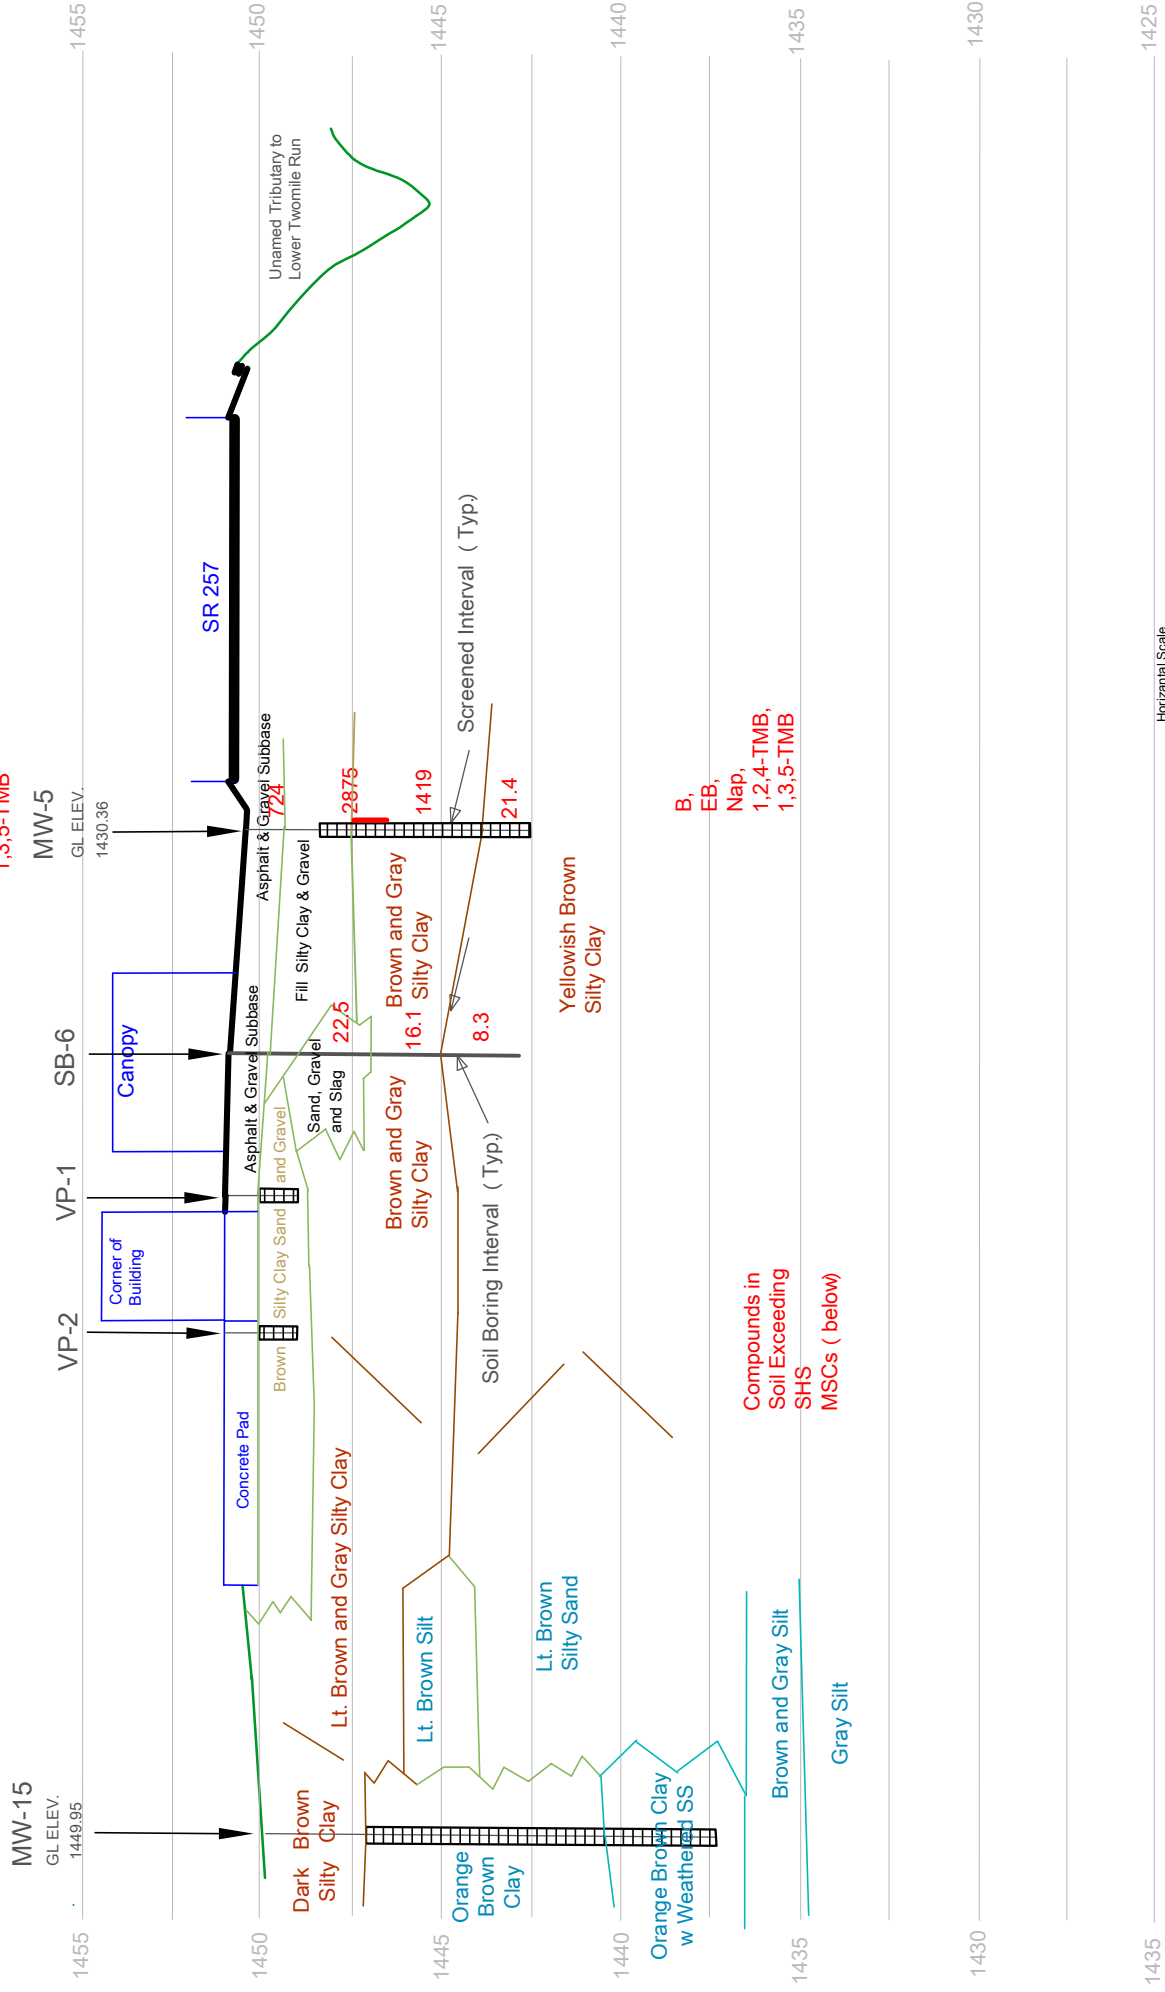 1,3,5-TMB
MW-15
GL ELEV.
1449.95
VP-2
VP-1
SB-6
MW-5
GL ELEV.
1430.36
1455
1455
Corner of
Building
Canopy
SR 257
Concrete Pad
Asphalt & Gravel Subbase
Asphalt & Gravel Subbase
1450
1450
Unamed Tributary to
Lower Twomile Run
Brown Silty Clay Sand and Gravel
724
Dark Brown
Silty Clay
Lt. Brown and Gray Silty Clay
Sand, Gravel
and Slag
Fill Silty Clay & Gravel
22.5
2875
Brown and Gray
Silty Clay
Brown and Gray
Silty Clay
16.1
1419
1445
1445
Lt. Brown Silt
Orange
Brown
Clay
Soil Boring Interval ( Typ.)
8.3
21.4
Screened Interval ( Typ.)
Lt. Brown
Silty Sand
Yellowish Brown
Silty Clay
1440
1440
Orange Brown Clay
w Weathered SS
B,
EB,
Nap,
1,2,4-TMB,
1,3,5-TMB
Compounds in
Soil Exceeding
SHS
MSCs ( below)
Brown and Gray Silt
1435
1435
Gray Silt
1430
1430
1435
1425
Horizantal Scale